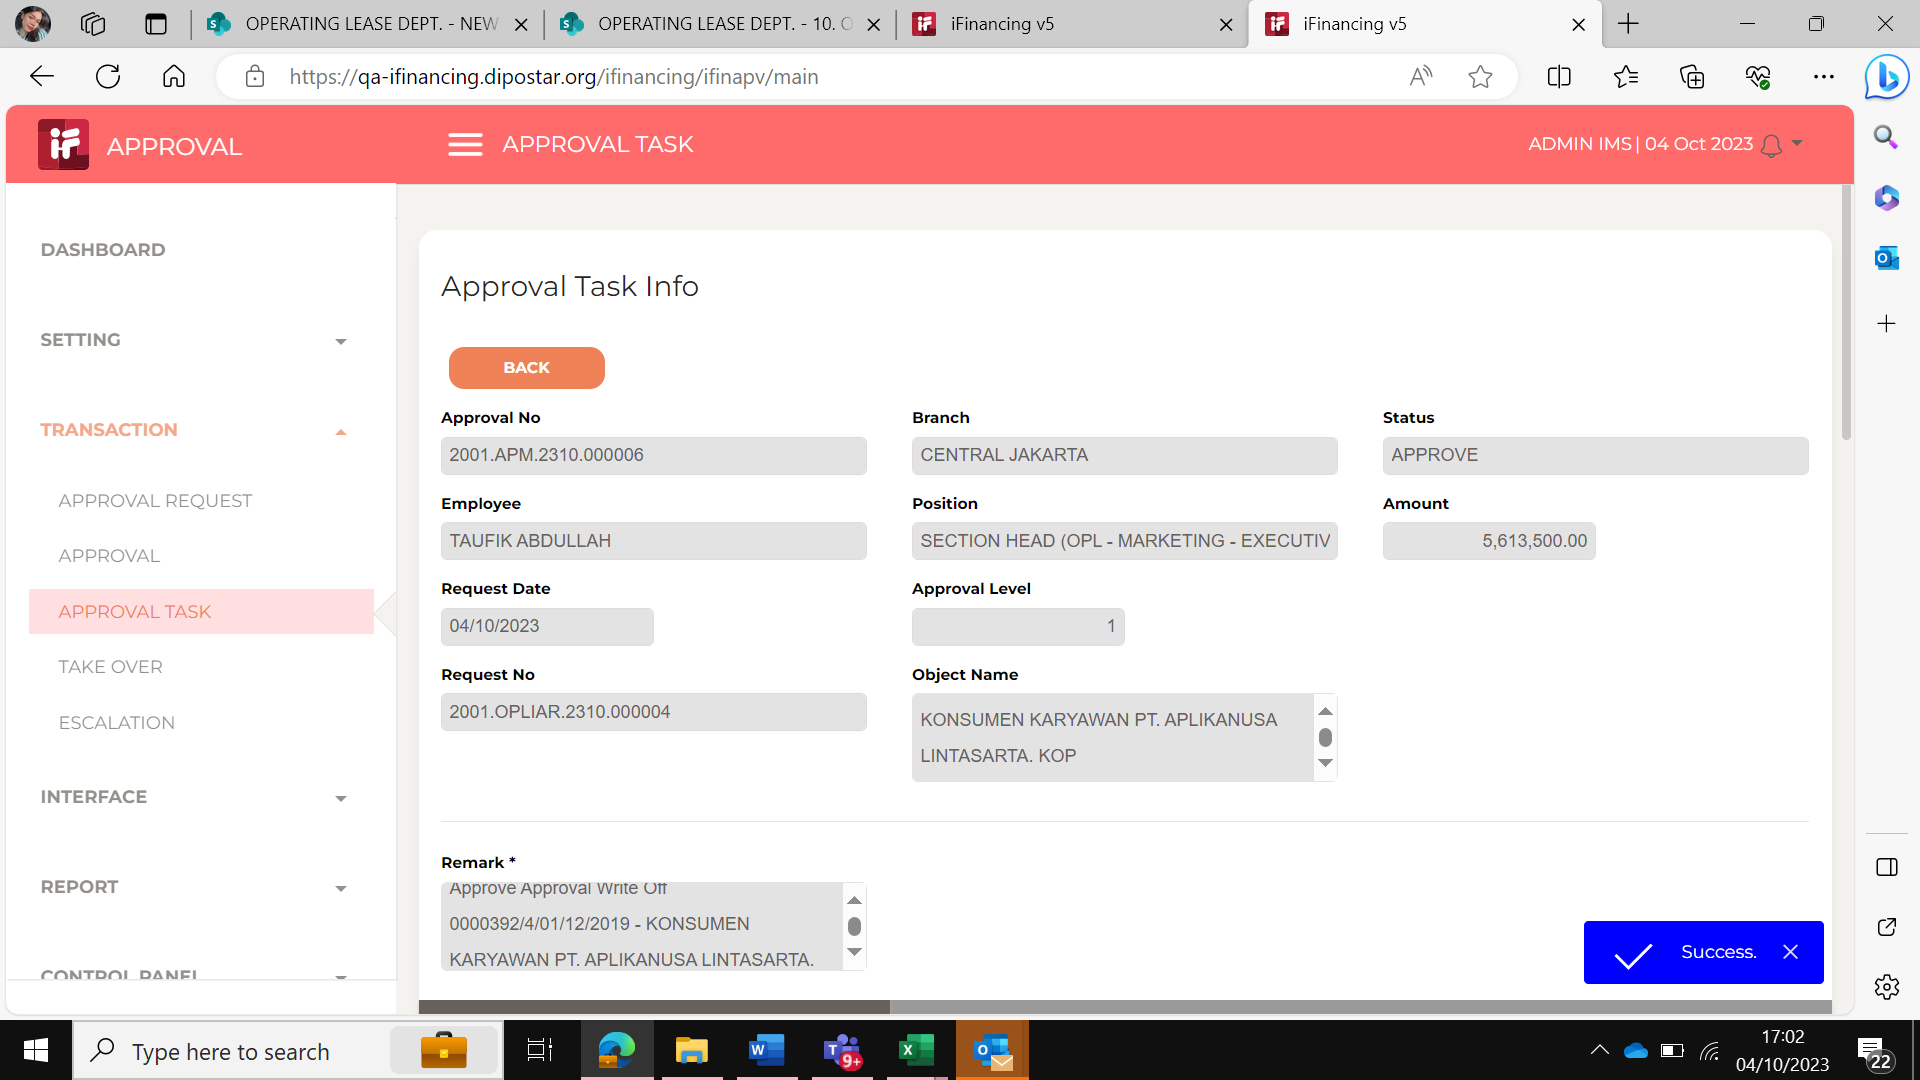 OPERATING LEASE DEPT. - NEW
OPERATING LEASE DEPT. - 10. O
iFinancing v5
iFinancing v5
https://qa-ifinancing.dipostar.org/ifinancing/ifinapv/main
APPROVAL
APPROVAL TASK
ADMIN IMS | 04 Oct 2023
DASHBOARD
SETTING
TRANSACTION
APPROVAL REQUEST
APPROVAL
APPROVAL TASK
TAKE OVER
ESCALATION
INTERFACE
REPORT
CONTROL PANEL
Approval Task Info
BACK
Approval No
Branch
Status
2001.APM.2310.000006
CENTRAL JAKARTA
APPROVE
Employee
Position
Amount
TAUFIK ABDULLAH
SECTION HEAD (OPL - MARKETING - EXECUTIV
5,613,500.00
Request Date
Approval Level
04/10/2023
1
Request No
Object Name
2001.OPLIAR.2310.000004
KONSUMEN KARYAWAN PT. APLIKANUSA
LINTASARTA. KOP
Remark *
Approve Approval Write Off
0000392/4/01/12/2019 - KONSUMEN
KARYAWAN PT. APLIKANUSA LINTASARTA.
Success.
Type here to search
9+
17:02
04/10/2023
22